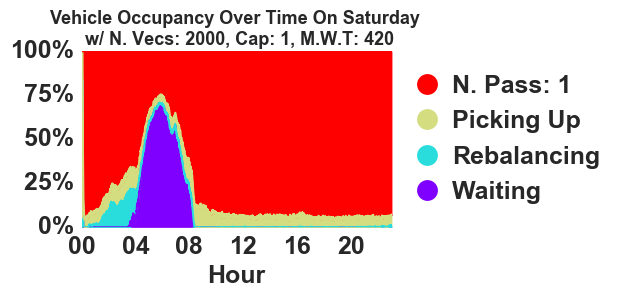 Vehicle Occupancy Over Time On Saturday
w/ N. Vecs: 2000, Cap: 1, M.W.T: 420
100%
75%
50%
25%
0%
00 04 08 12 16 20
Hour
N. Pass: 1
Picking Up
Rebalancing
Waiting